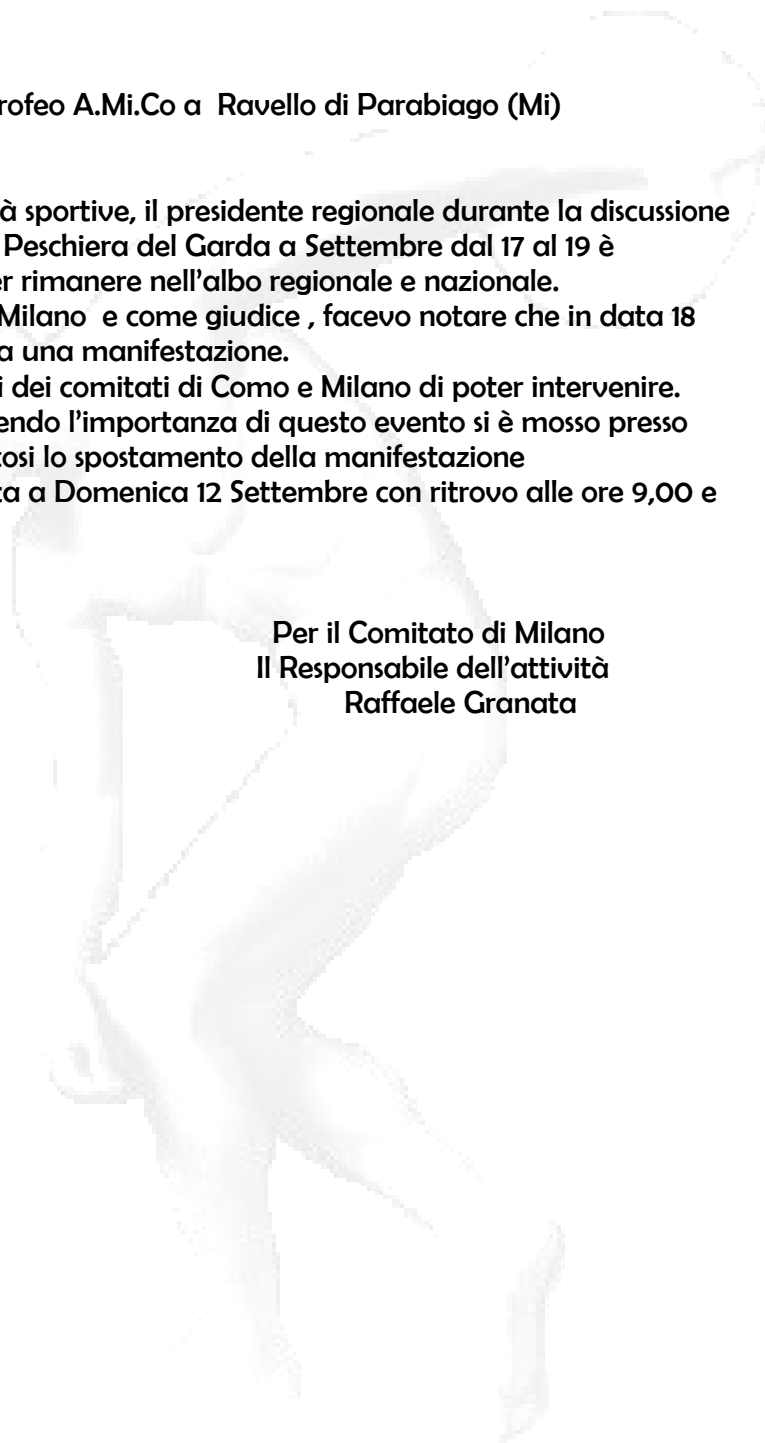 rofeo A.Mi.Co a Ravello di Parabiago (Mi)
à sportive, il presidente regionale durante la discussione
Peschiera del Garda a Settembre dal 17 al 19 è
er rimanere nell'albo regionale e nazionale.
Milano e come giudice , facevo notare che in data 18
a una manifestazione.
i dei comitati di Como e Milano di poter intervenire.
endo l'importanza di questo evento si è mosso presso
tosi lo spostamento della manifestazione
ta a Domenica 12 Settembre con ritrovo alle ore 9,00 e
Per il Comitato di Milano
Il Responsabile dell'attività
Raffaele Granata